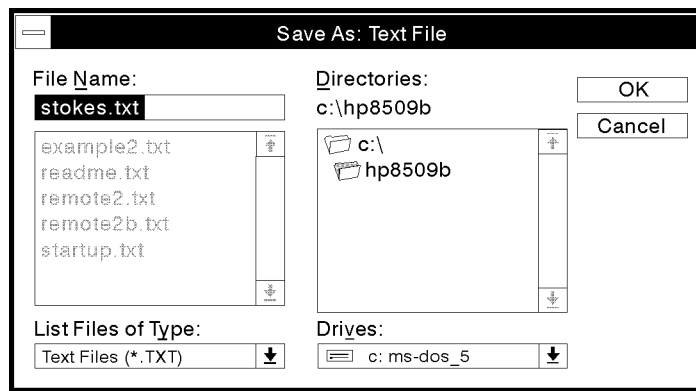 Save As: Text File
File Name:
stokes.txt
example2.txt
readme.txt
remote2.txt
remote2b.txt
startup.txt
List Files of Type:
Text Files (*.TXT)
Directories:
c:\hp8509b
c:\
hp8509b
Drives:
c: ms-dos_5
OK
Cancel